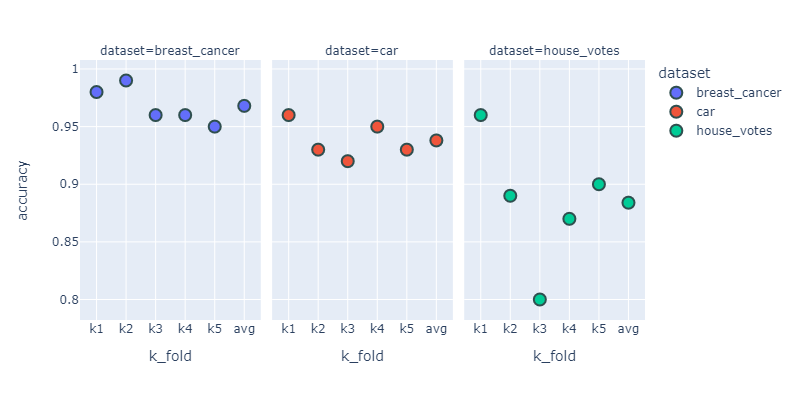 dataset=breast_cancer dataset=car dataset=house_votes
dataset
breast_cancer
car
house_votes
accuracy
1
0.95
0.9
0.85
0.8
k1 k2 k3 k4 k5 avg k1 k2 k3 k4 k5 avg k1 k2 k3 k4 k5 avg
k_fold k_fold k_fold